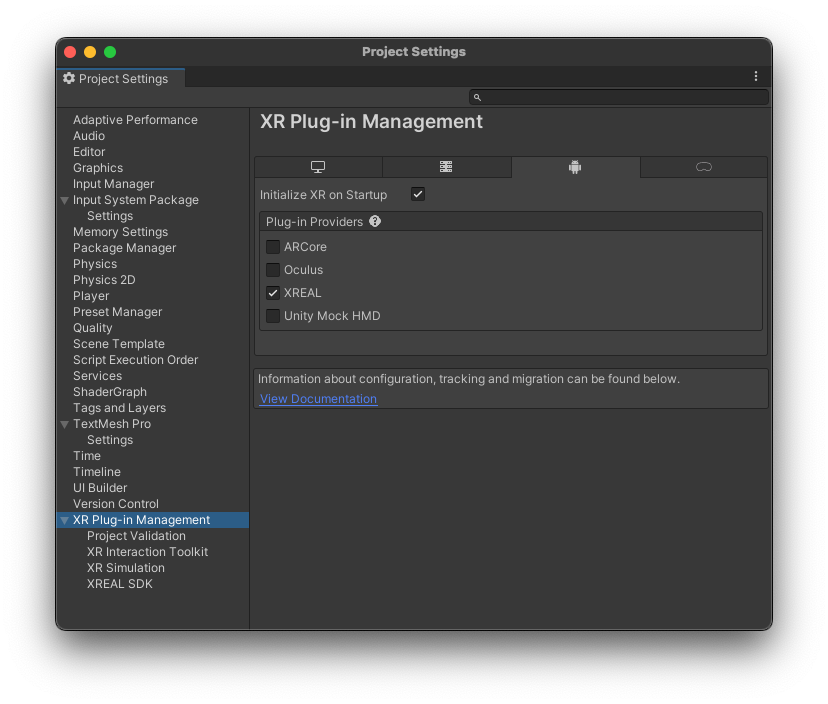 Project Settings
Project Settings
XR Plug-in Management
Adaptive Performance
Audio
Editor
Graphics
Input Manager
Input System Package
Settings
Memory Settings
Package Manager
Physics
Physics 2D
Player
Preset Manager
Quality
Scene Template
Script Execution Order
Services
ShaderGraph
Tags and Layers
TextMesh Pro
Settings
Time
Timeline
UI Builder
Version Control
XR Plug-in Management
Project Validation
XR Interaction Toolkit
XR Simulation
XREAL SDK
Initialize XR on Startup
Plug-in Providers
ARCore
Oculus
XREAL
Unity Mock HMD
Information about configuration, tracking and migration can be found below.
View Documentation